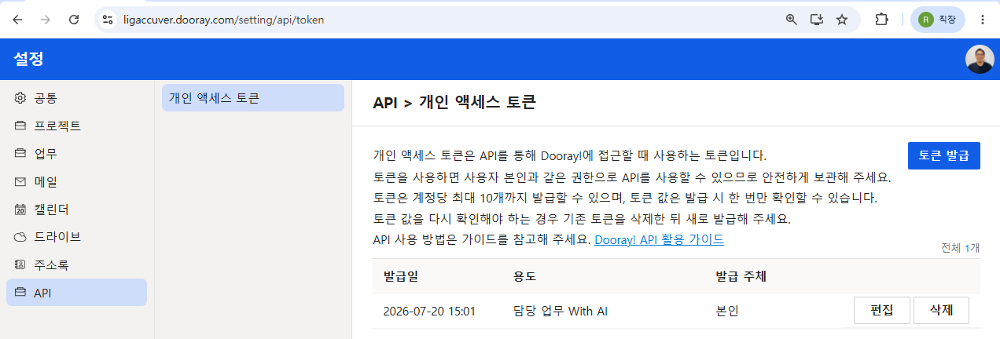 ligaccuver.dooray.com/setting/api/token
R 직장
설정
공통
프로젝트
업무
메일
20 캘린더
드라이브
주소록
API
개인 액세스 토큰
API > 개인 액세스 토큰
개인 액세스 토큰은 API를 통해 Dooray!에 접근할 때 사용하는 토큰입니다.
토큰 발급
토큰을 사용하면 사용자 본인과 같은 권한으로 API를 사용할 수 있으므로 안전하게 보관해 주세요.
토큰은 계정당 최대 10개까지 발급할 수 있으며, 토큰 값은 발급 시 한 번만 확인할 수 있습니다.
토큰 값을 다시 확인해야 하는 경우 기존 토큰을 삭제한 뒤 새로 발급해 주세요.
API 사용 방법은 가이드를 참고해 주세요. Dooray! API 활용 가이드
전체 1개
발급일 용도 발급 주체
2026-07-20 15:01 담당 업무 With AI 본인 편집 삭제